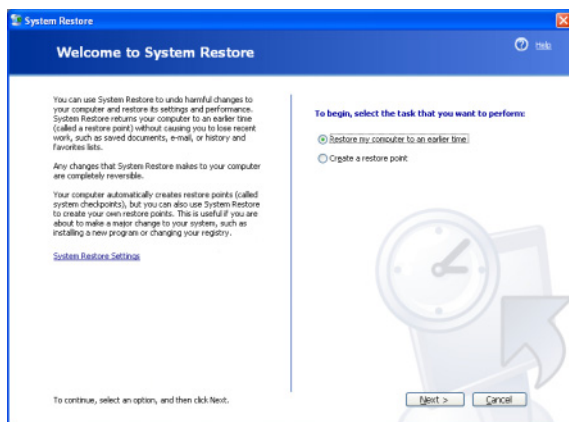 System Restore
Welcome to System Restore
Help
You can use System Restore to undo harmful changes to
your computer and restore its settings and performance.
System Restore returns your computer to an earlier time
(called a restore point) without causing you to lose recent
work, such as saved documents, e-mail, or history and
favorites lists.
Any changes that System Restore makes to your computer
are completely reversible.
Your computer automatically creates restore points (called
system checkpoints), but you can also use System Restore
to create your own restore points. This is useful if you are
about to make a major change to your system, such as
installing a new program or changing your registry.
System Restore Settings
To begin, select the task that you want to perform:
Restore my computer to an earlier time
Create a restore point
To continue, select an option, and then click Next.
Next >
Cancel